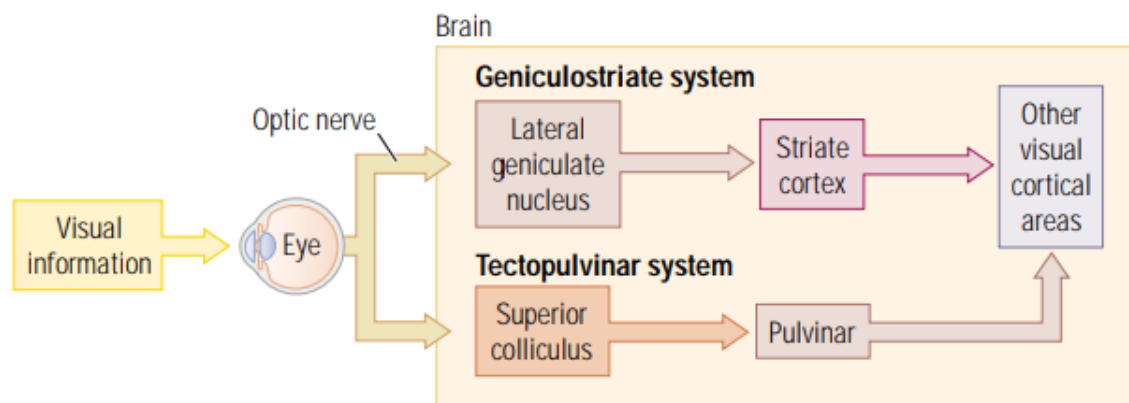 Brain
Geniculostriate system
Optic nerve
Lateral
geniculate
nucleus
Striate
cortex
Other
visual
cortical
areas
Visual
information
Eye
Tectopulvinar system
Superior
colliculus
Pulvinar